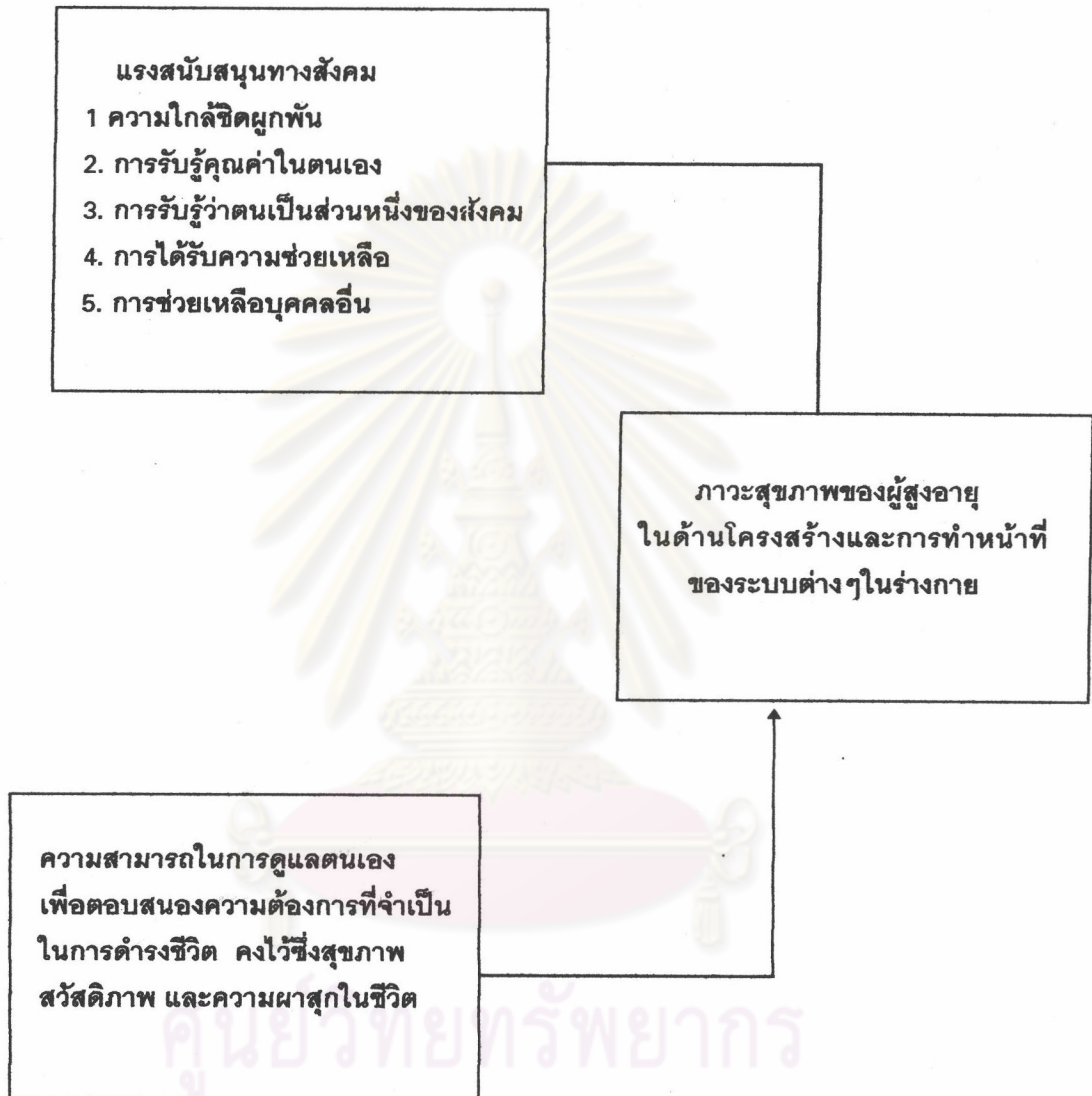 แรงสนับสนุนทางสังคม
1 ความใกล้ชิดผูกพัน
2. การรับรู้คุณค่าในตนเอง
3. การรับรู้ว่าตนเป็นส่วนหนึ่งของสังคม
4. การได้รับความช่วยเหลือ
5. การช่วยเหลือบุคคลอื่น
ภาวะสุขภาพของผู้สูงอายุ
ในด้านโครงสร้างและการทำหน้าที่
ของระบบต่างๆในร่างกาย
ความสามารถในการดูแลตนเอง
เพื่อตอบสนองความต้องการที่จำเป็น
ในการดำรงชีวิต คงไว้ซึ่งสุขภาพ
สวัสดิภาพ และความผาสุกในชีวิต
ศูนย์วิทยทรัพยากร